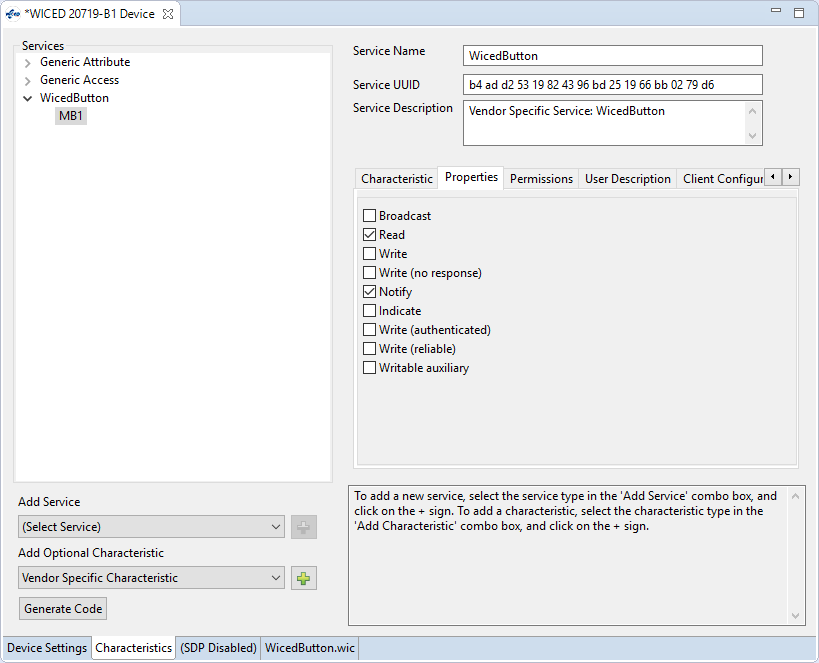 *WICED 20719-B1 Device
Services
Generic Attribute
Generic Access
WicedButton
MB1
Service Name
WicedButton
Service UUID
b4 ad d2 53 19 82 43 96 bd 25 19 66 bb 02 79 d6
Service Description
Vendor Specific Service: WicedButton
Characteristic Properties Permissions User Description Client Configur
Broadcast
Read
Write
Write (no response)
Notify
Indicate
Write (authenticated)
Write (reliable)
Writable auxiliary
Add Service
(Select Service)
Add Optional Characteristic
Vendor Specific Characteristic
Generate Code
To add a new service, select the service type in the 'Add Service' combo box, and
click on the + sign. To add a characteristic, select the characteristic type in the
'Add Characteristic' combo box, and click on the + sign.
Device Settings Characteristics (SDP Disabled) WicedButton.wic